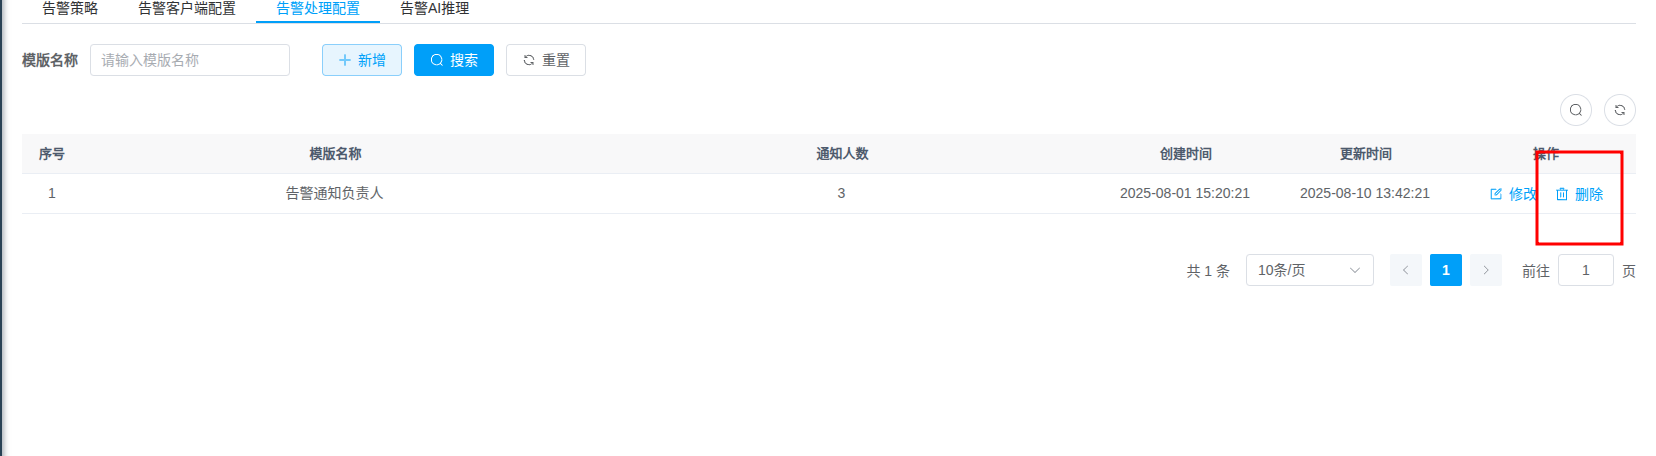 告警策略 告警客户端配置 告警处理配置 告警AI推理
模版名称 请输入模版名称 新增 搜索 重置
序号 模版名称 通知人数 创建时间 更新时间 操作
1 告警通知负责人 3 2025-08-01 15:20:21 2025-08-10 13:42:21 修改 删除
共 1 条 10条/页 1 前往 1 页